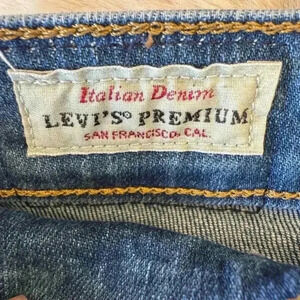 Italian Denim
LEVI'S® PREMIUM
SAN FRANCISCO, CAL.